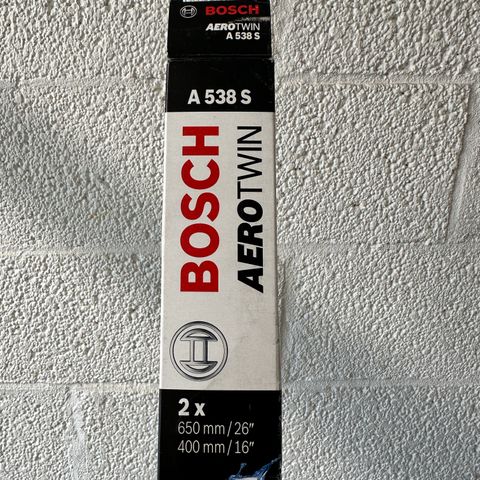 BOSCH
AEROTWIN
A 538 S
A 538 S
BOSCH
AEROTWIN
2 x
650 mm / 26"
400 mm / 16"